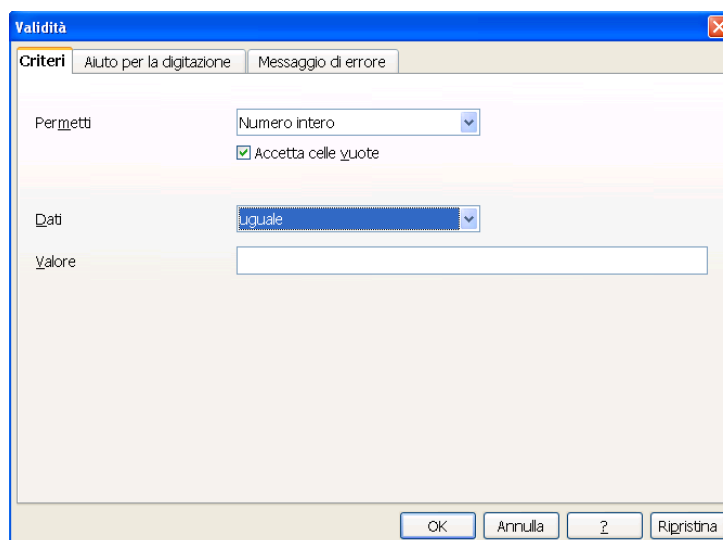 Validità
Criteri Aiuto per la digitazione Messaggio di errore
Permetti Numero intero
Accetta celle vuote
Dati uguale
Valore
OK Annulla ? Ripristina